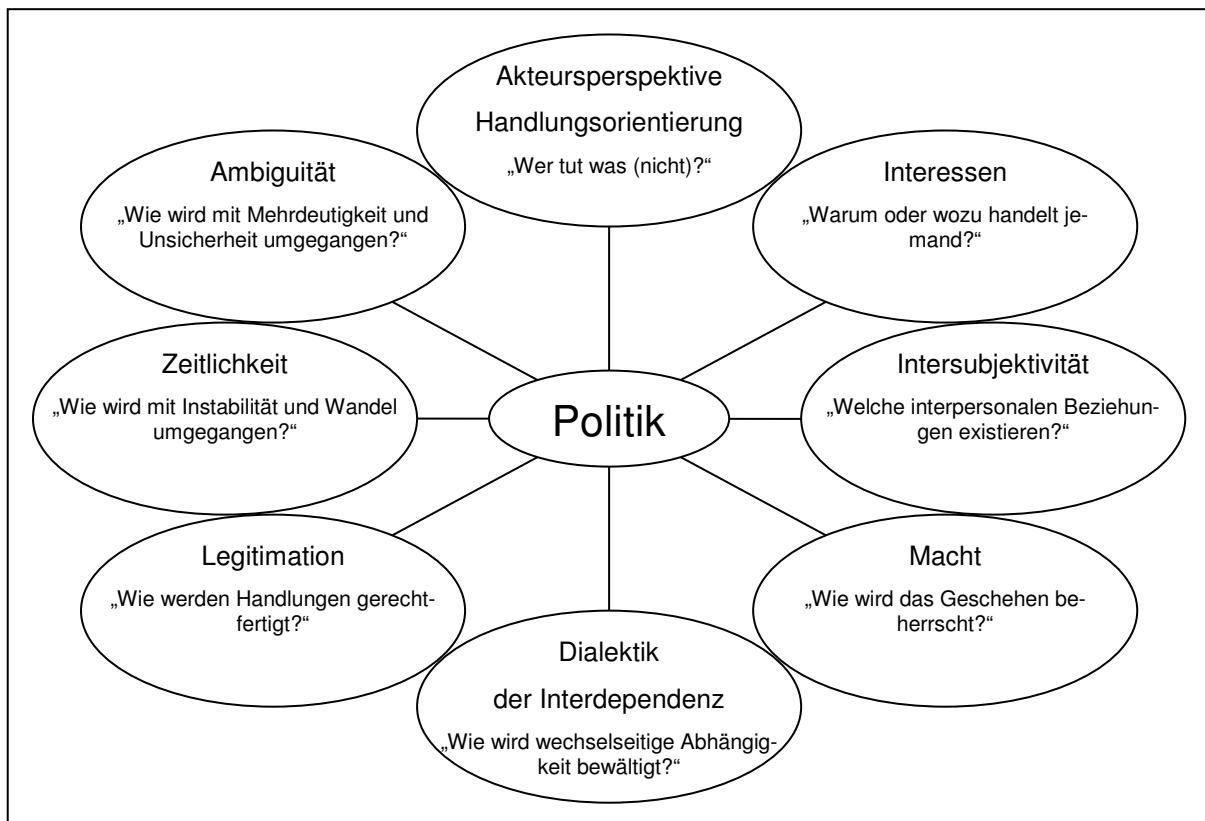 Akteursperspektive
Handlungsorientierung
„Wer tut was (nicht)?“
Ambiguität
„Wie wird mit Mehrdeutigkeit und
Unsicherheit umgegangen?“
Interessen
„Warum oder wozu handelt je-
mand?“
Zeitlichkeit
„Wie wird mit Instabilität und Wandel
umgegangen?“
Politik
Intersubjektivität
„Welche interpersonalen Beziehun-
gen existieren?“
Legitimation
„Wie werden Handlungen gerecht-
fertigt?“
Macht
„Wie wird das Geschehen be-
herrscht?“
Dialektik
der Interdependenz
„Wie wird wechselseitige Abhängig-
keit bewältigt?“